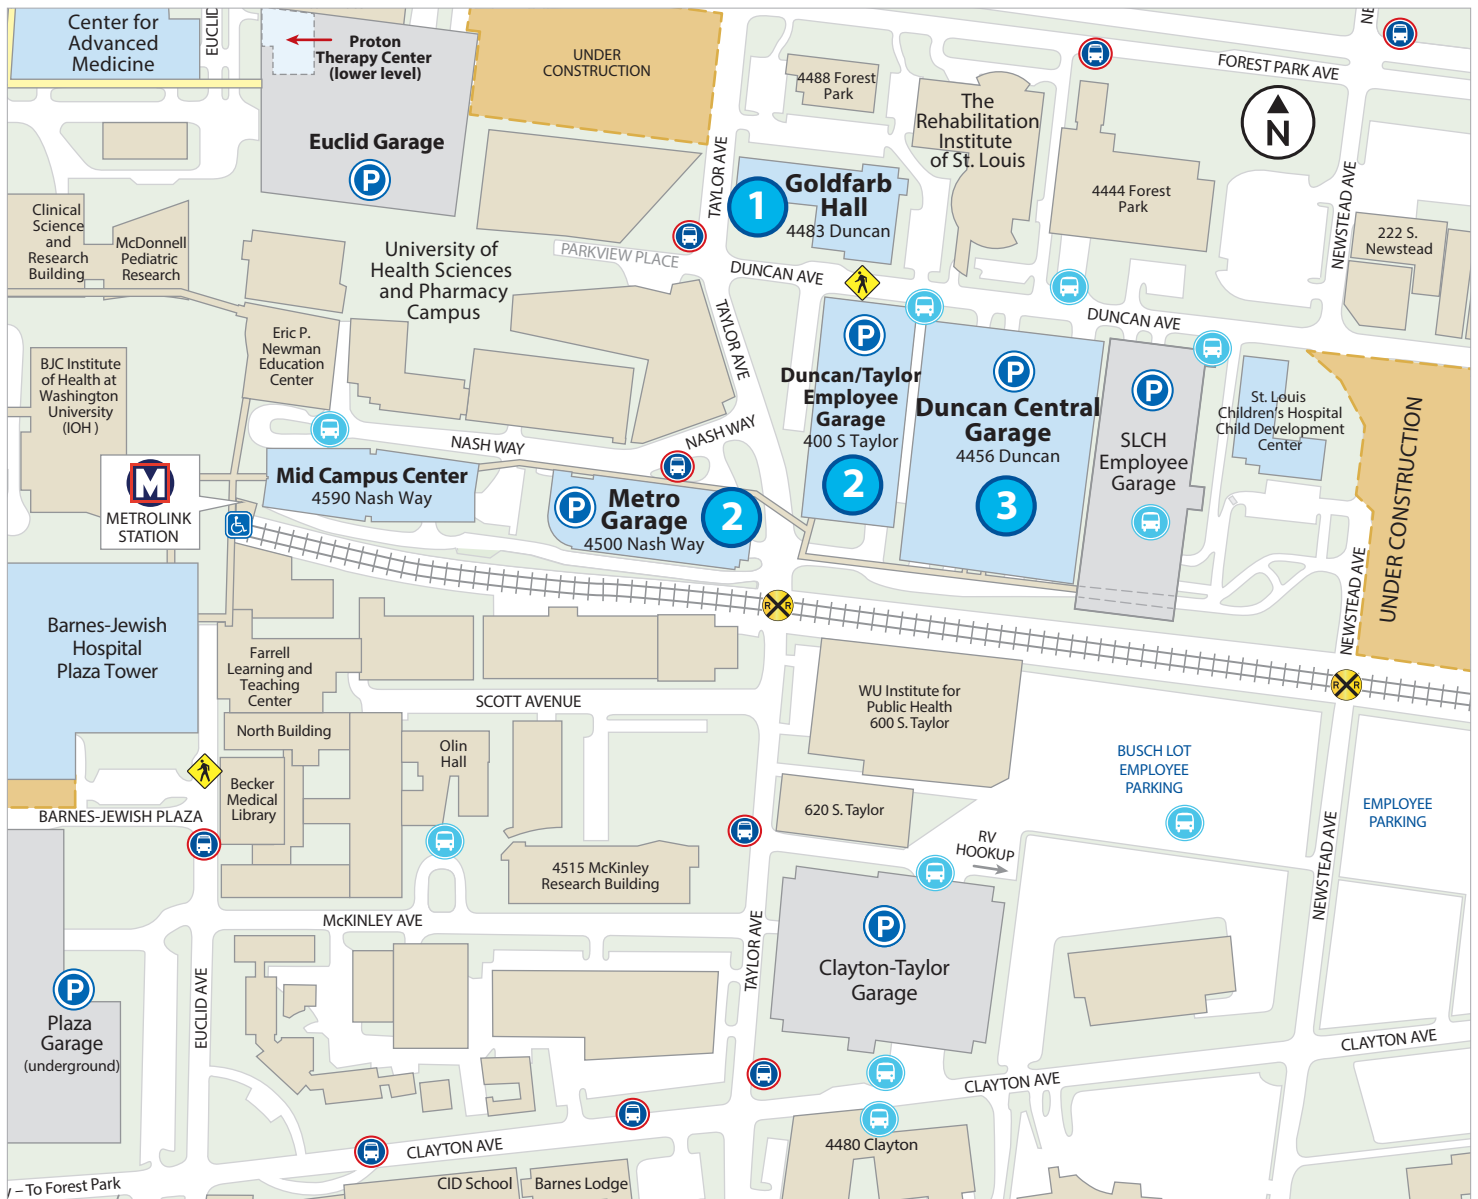 Center for
Advanced
Medicine
EUCLID
Proton
Therapy Center
(lower level)
UNDER
CONSTRUCTION
4488 Forest
Park
The
Rehabilitation
Institute
of St. Louis
FOREST PARK AVE
NE
N
Euclid Garage
P
TAYLOR AVE
1
Goldfarb
Hall
4483 Duncan
4444 Forest
Park
NEWSTEAD AVE
222 S.
Newstead
Clinical
Science
and
Research
Building
McDonnell
Pediatric
Research
University of
Health Sciences
and Pharmacy
Campus
PARKVIEW PLACE
DUNCAN AVE
TAYLOR AVE
DUNCAN AVE
Eric P.
Newman
Education
Center
BJC Institute
of Health at
Washington
University
(IOH )
P
Duncan/Taylor
Employee
Garage
400 S Taylor
2
P
Duncan Central
Garage
4456 Duncan
3
P
SLCH
Employee
Garage
St. Louis
Children's Hospital
Child Development
Center
UNDER CONSTRUCTION
NASH WAY
NASH WAY
M
METROLINK
STATION
Mid Campus Center
4590 Nash Way
P
Metro
Garage
4500 Nash Way
2
NEWSTEAD AVE
R R
R R
Barnes-Jewish
Hospital
Plaza Tower
Farrell
Learning and
Teaching
Center
SCOTT AVENUE
WU Institute for
Public Health
600 S. Taylor
North Building
Olin
Hall
Becker
Medical
Library
BUSCH LOT
EMPLOYEE
PARKING
EMPLOYEE
PARKING
BARNES-JEWISH PLAZA
620 S. Taylor
RV
HOOKUP
4515 McKinley
Research Building
NEWSTEAD AVE
McKINLEY AVE
TAYLOR AVE
P
Clayton-Taylor
Garage
P
Plaza
Garage
(underground)
EUCLID AVE
CLAYTON AVE
CLAYTON AVE
CLAYTON AVE
4480 Clayton
CID School
Barnes Lodge
– To Forest Park